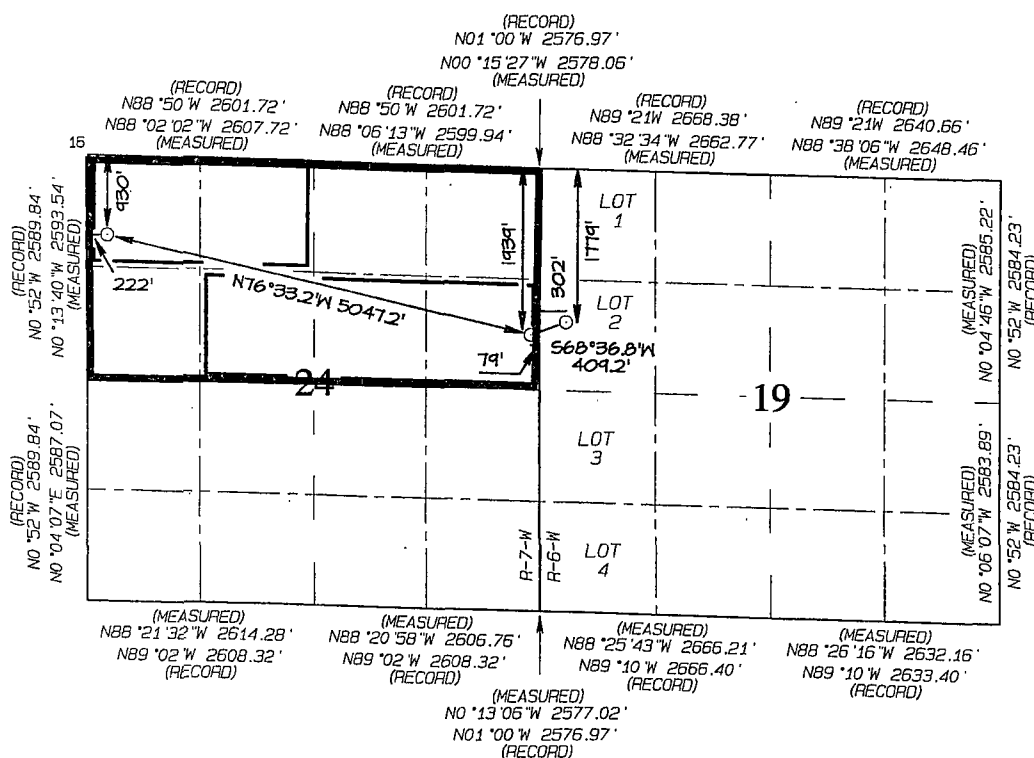 (RECORD)
N01°00'W 2576.97'
N00°15'27"W 2578.06'
(MEASURED)
(RECORD)
N88°50'W 2601.72'
N88°02'02"W 2607.72'
(MEASURED)
(RECORD)
N88°50'W 2601.72'
N88°06'13"W 2599.94'
(MEASURED)
(RECORD)
N89°21W 2668.38'
N88°32'34"W 2662.77'
(MEASURED)
(RECORD)
N89°21W 2640.66'
N88°38'06"W 2648.46'
(MEASURED)
16
(RECORD)
N0°52'W 2589.84'
N0°13'40"W 2593.54'
(MEASURED)
930'
222'
N76°33.2'W 5047.2'
1939'
79'
302'
1779'
S68°36.8'W
409.2'
LOT
1
LOT
2
LOT
3
LOT
4
24
19
R-7-W
R-6-W
(MEASURED)
N0°04'46"W 2585.22'
N0°52'W 2584.23'
(RECORD)
(RECORD)
N0°52'W 2589.84'
N0°04'07"E 2587.07'
(MEASURED)
(MEASURED)
N0°06'07"W 2583.89'
N0°52'W 2584.23'
(RECORD)
(MEASURED)
N88°21'32"W 2614.28'
N89°02'W 2608.32'
(RECORD)
(MEASURED)
N88°20'58"W 2606.76'
N89°02'W 2608.32'
(RECORD)
(MEASURED)
N88°25'43"W 2666.21'
N89°10'W 2666.40'
(RECORD)
(MEASURED)
N88°26'16"W 2632.16'
N89°10'W 2633.40'
(RECORD)
(MEASURED)
N0°13'06"W 2577.02'
N01°00'W 2576.97'
(RECORD)